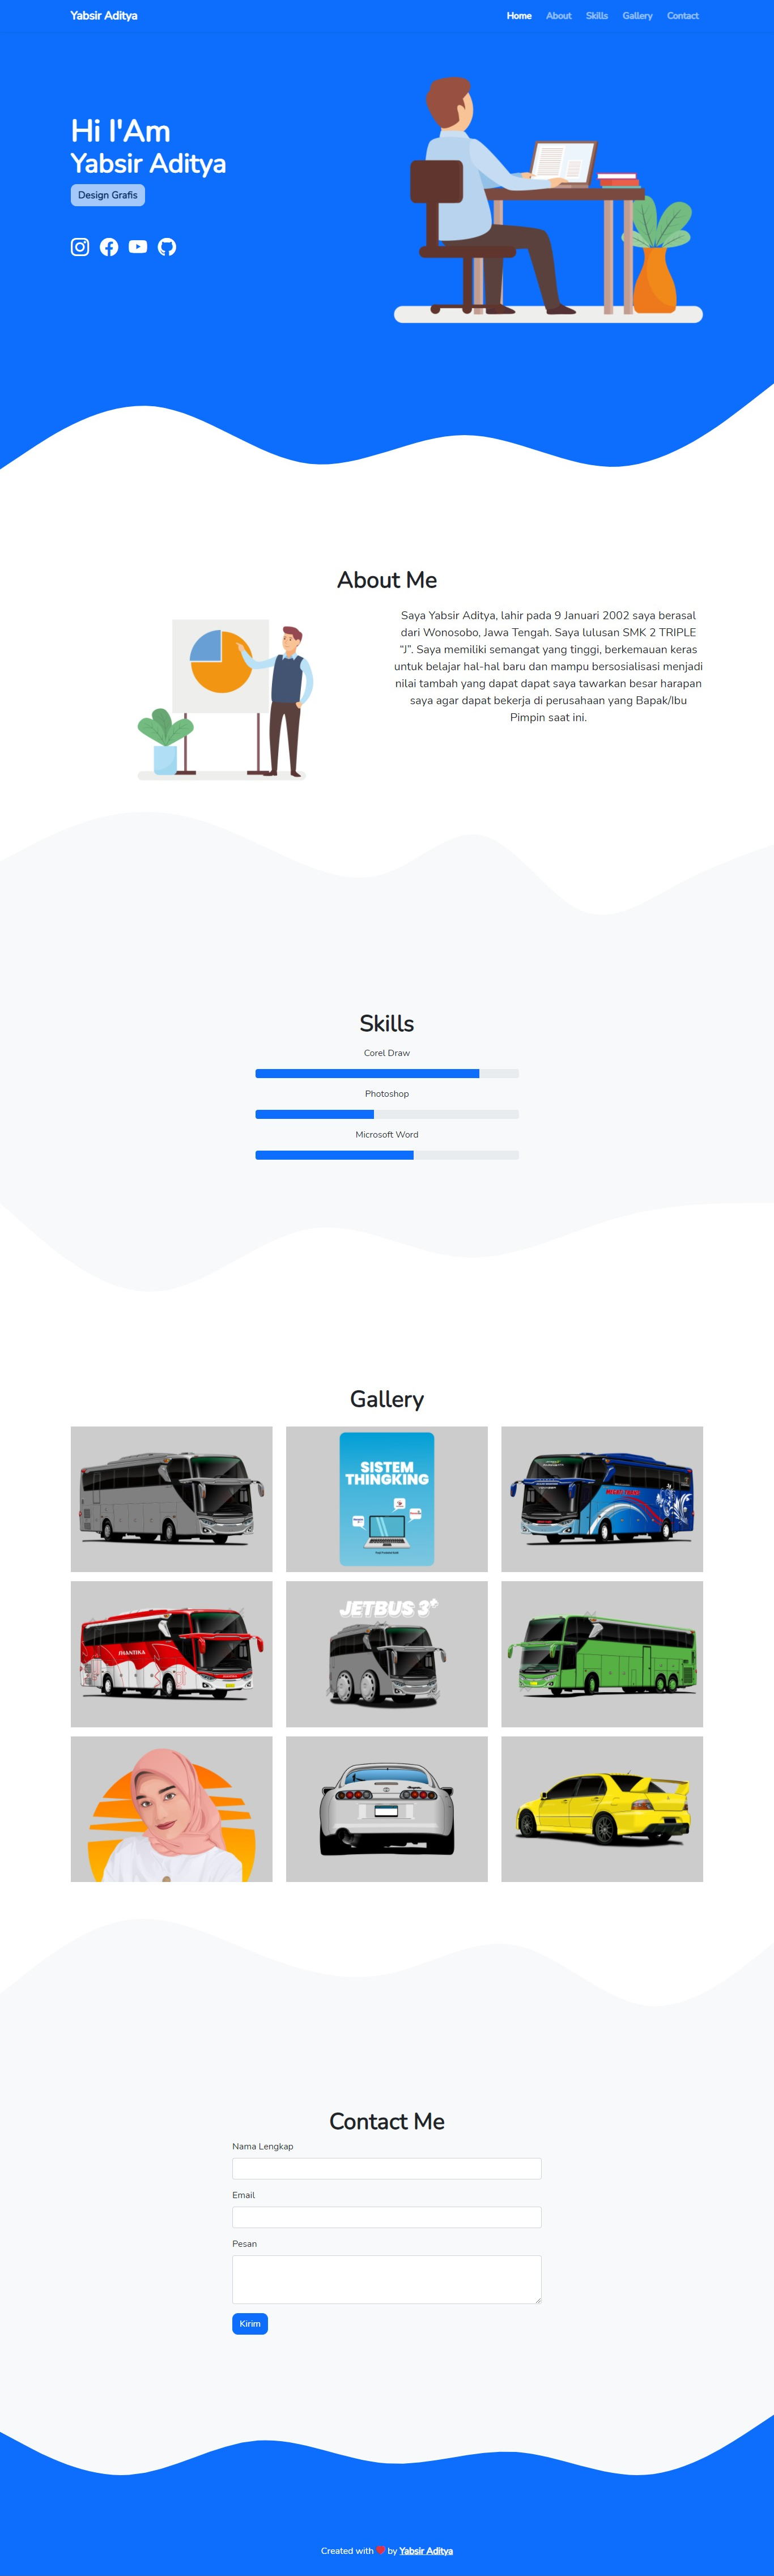 Yabsir Aditya
Home About Skills Gallery Contact
Hi I'Am
Yabsir Aditya
Design Grafis
About Me
Saya Yabsir Aditya, lahir pada 9 Januari 2002 saya berasal
dari Wonosobo, Jawa Tengah. Saya lulusan SMK 2 TRIPLE
“J”. Saya memiliki semangat yang tinggi, berkemauan keras
untuk belajar hal-hal baru dan mampu bersosialisasi menjadi
nilai tambah yang dapat dapat saya tawarkan besar harapan
saya agar dapat bekerja di perusahaan yang Bapak/Ibu
Pimpin saat ini.
Skills
Corel Draw
Photoshop
Microsoft Word
Gallery
SISTEM
THINGKING
SHANTIKA
JETBUS 3+
Contact Me
Nama Lengkap
Email
Pesan
Kirim
Created with ❤ by Yabsir Aditya